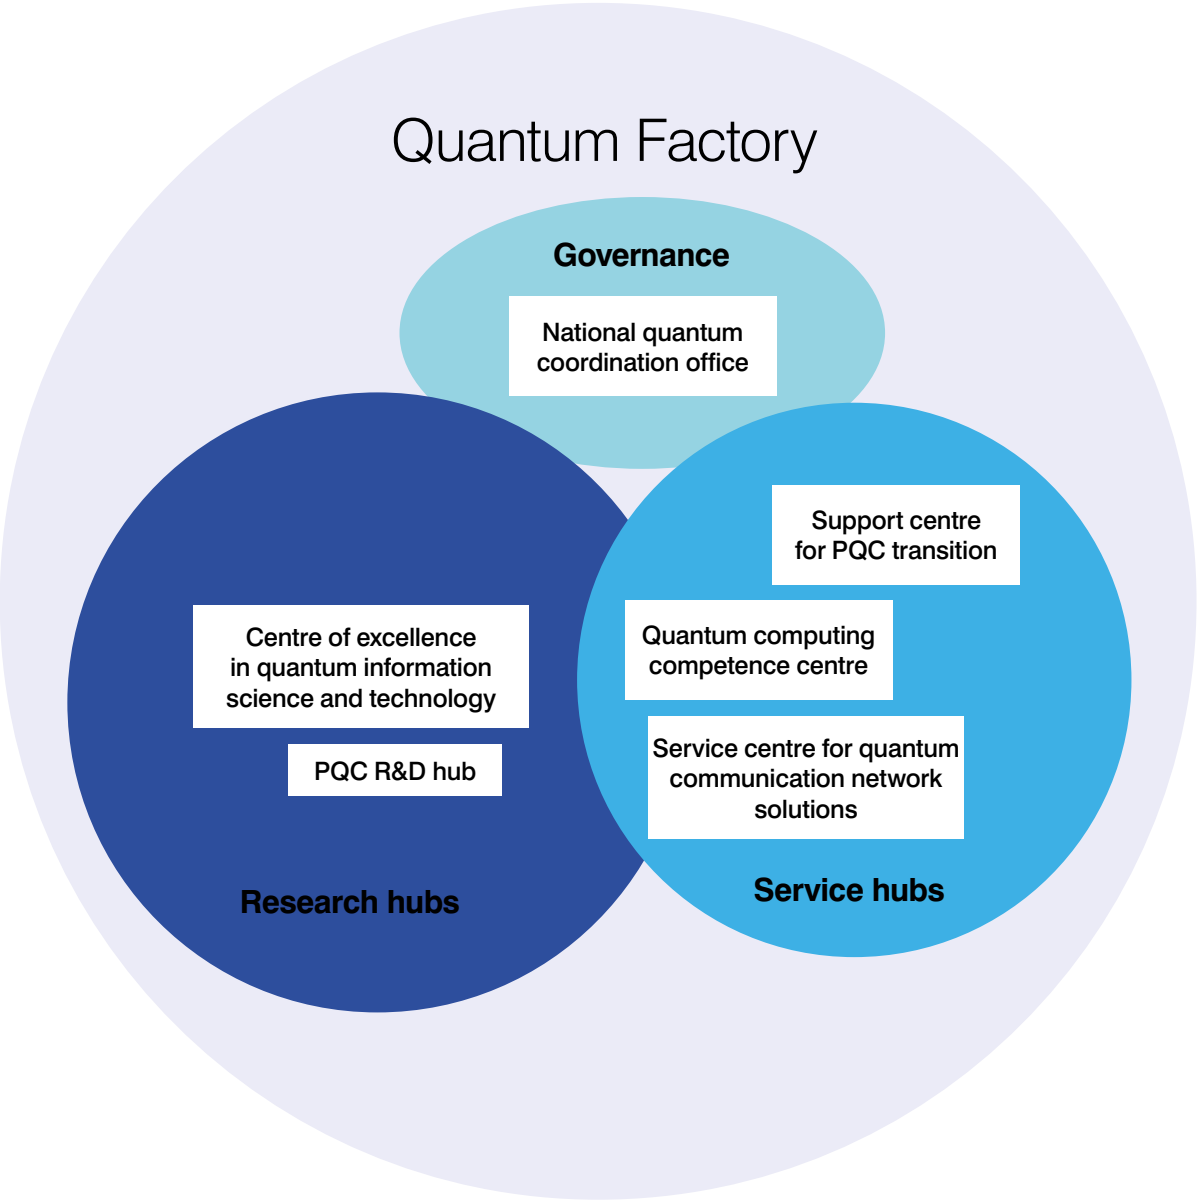 Quantum Factory
Governance
National quantum
coordination office
Support centre
for PQC transition
Quantum computing
competence centre
Service centre for quantum
communication network
solutions
Service hubs
Centre of excellence
in quantum information
science and technology
PQC R&D hub
Research hubs